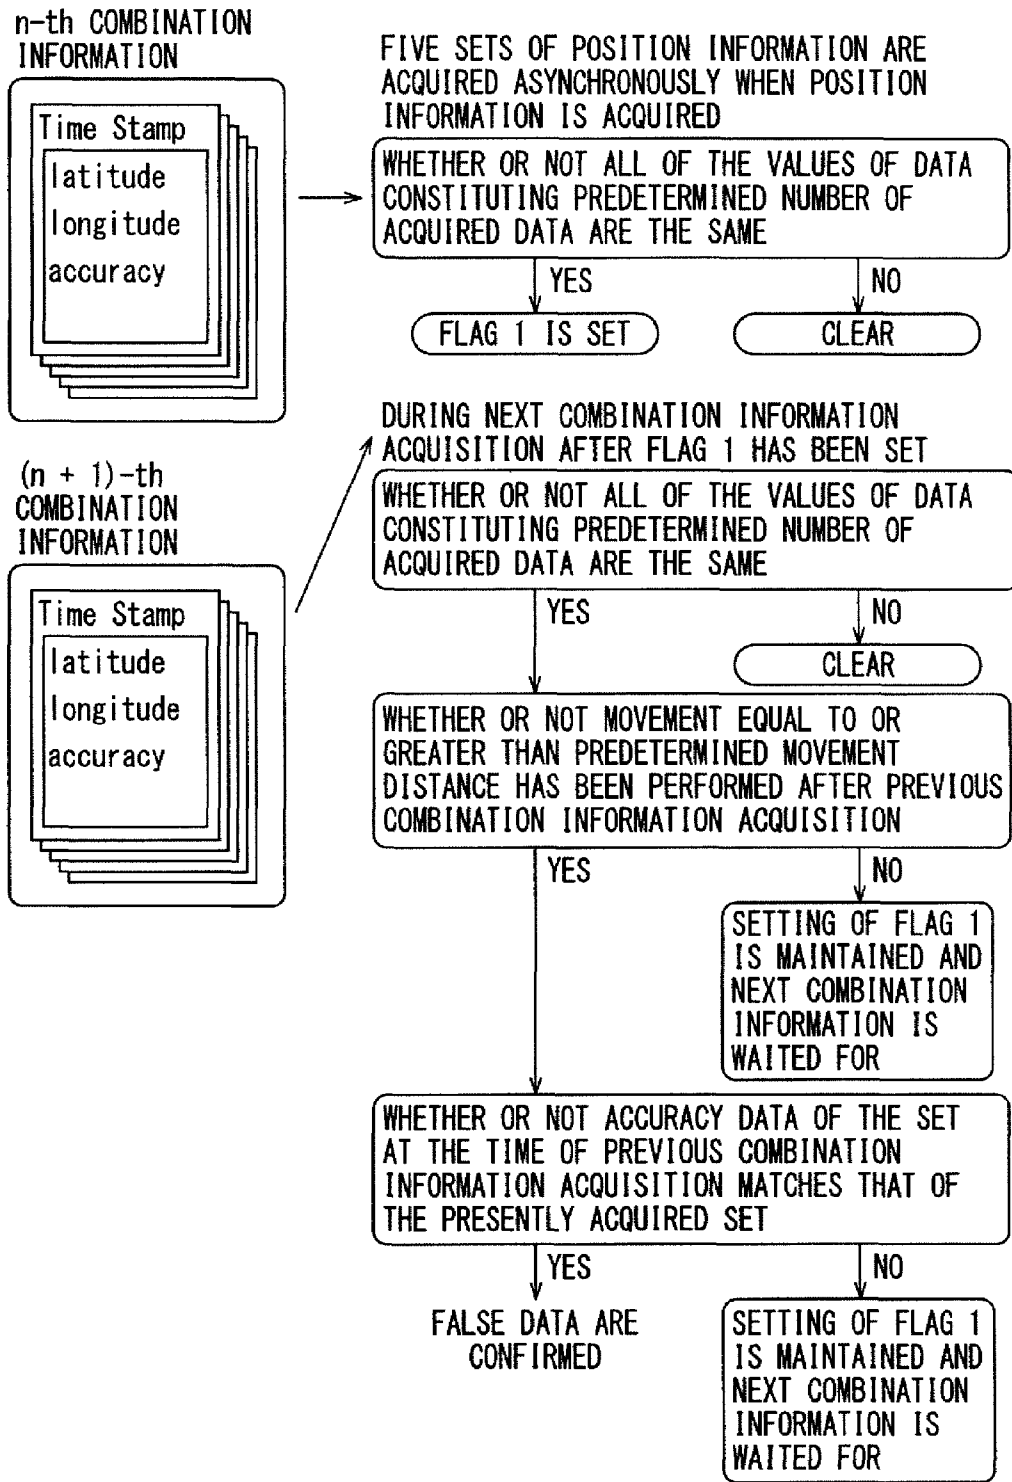 n-th COMBINATION
INFORMATION
Time Stamp
latitude
longitude
accuracy
FIVE SETS OF POSITION INFORMATION ARE
ACQUIRED ASYNCHRONOUSLY WHEN POSITION
INFORMATION IS ACQUIRED
WHETHER OR NOT ALL OF THE VALUES OF DATA
CONSTITUTING PREDETERMINED NUMBER OF
ACQUIRED DATA ARE THE SAME
YES
NO
FLAG 1 IS SET
CLEAR
(n + 1)-th
COMBINATION
INFORMATION
Time Stamp
latitude
longitude
accuracy
DURING NEXT COMBINATION INFORMATION
ACQUISITION AFTER FLAG 1 HAS BEEN SET
WHETHER OR NOT ALL OF THE VALUES OF DATA
CONSTITUTING PREDETERMINED NUMBER OF
ACQUIRED DATA ARE THE SAME
YES
NO
CLEAR
WHETHER OR NOT MOVEMENT EQUAL TO OR
GREATER THAN PREDETERMINED MOVEMENT
DISTANCE HAS BEEN PERFORMED AFTER PREVIOUS
COMBINATION INFORMATION ACQUISITION
YES
NO
SETTING OF FLAG 1
IS MAINTAINED AND
NEXT COMBINATION
INFORMATION IS
WAITED FOR
WHETHER OR NOT ACCURACY DATA OF THE SET
AT THE TIME OF PREVIOUS COMBINATION
INFORMATION ACQUISITION MATCHES THAT OF
THE PRESENTLY ACQUIRED SET
YES
NO
FALSE DATA ARE
CONFIRMED
SETTING OF FLAG 1
IS MAINTAINED AND
NEXT COMBINATION
INFORMATION IS
WAITED FOR